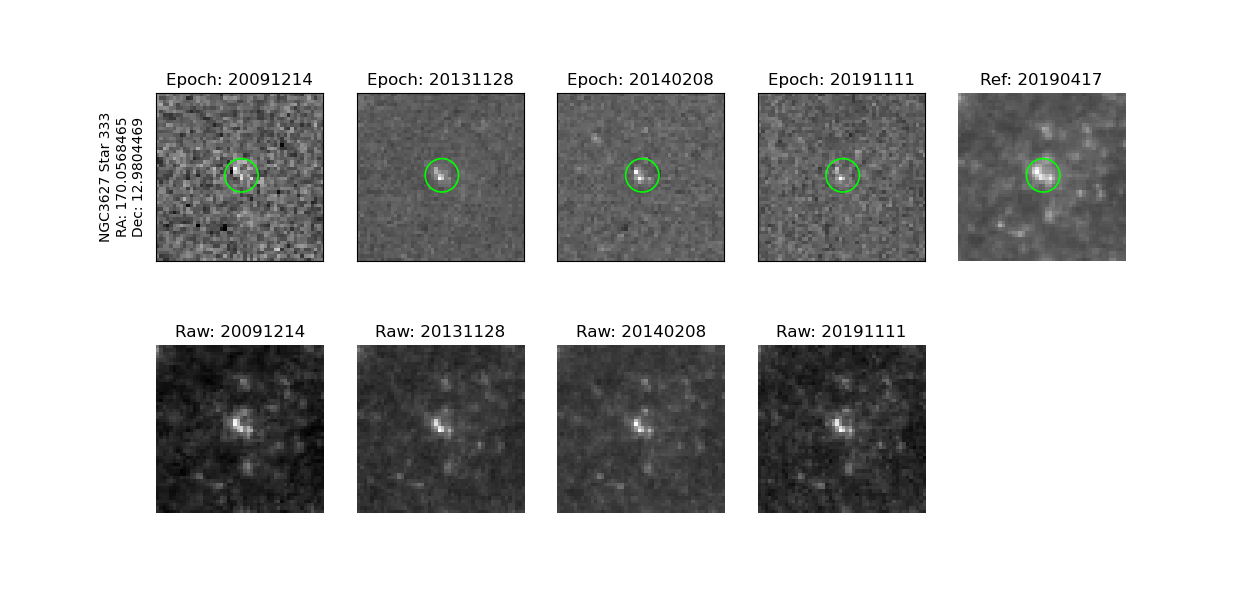 Epoch: 20091214
Epoch: 20131128
Epoch: 20140208
Epoch: 20191111
Ref: 20190417
NGC3627 Star 333
RA: 170.0568465
Dec: 12.9804469
Raw: 20091214
Raw: 20131128
Raw: 20140208
Raw: 20191111